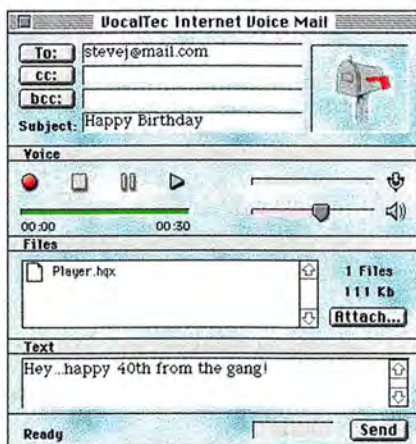 VocalTec Internet Voice Mail
To: stevej@mail.com
cc:
bcc:
Subject: Happy Birthday
Voice
00:00 00:30
Files
Player.hqx
1 Files
111 Kb
Attach...
Text
Hey...happy 40th from the gang!
Ready Send